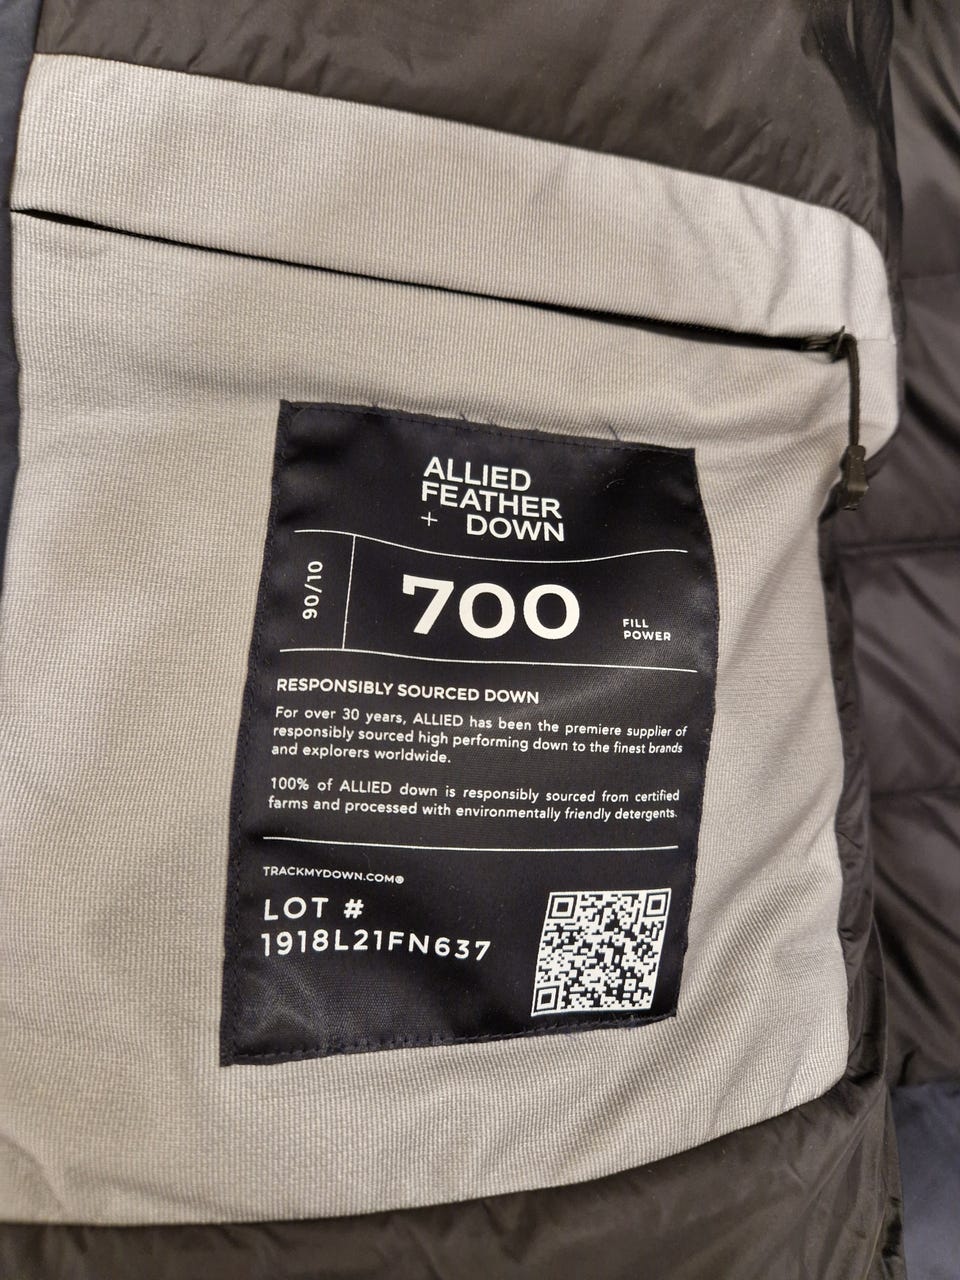 ALLIED
FEATHER
+ DOWN
90/10
700
FILL
POWER
RESPONSIBLY SOURCED DOWN
For over 30 years, ALLIED has been the premiere supplier of
responsibly sourced high performing down to the finest brands
and explorers worldwide.
100% of ALLIED down is responsibly sourced from certified
farms and processed with environmentally friendly detergents.
TRACKMYDOWN.COM®
LOT #
1918L21FN637